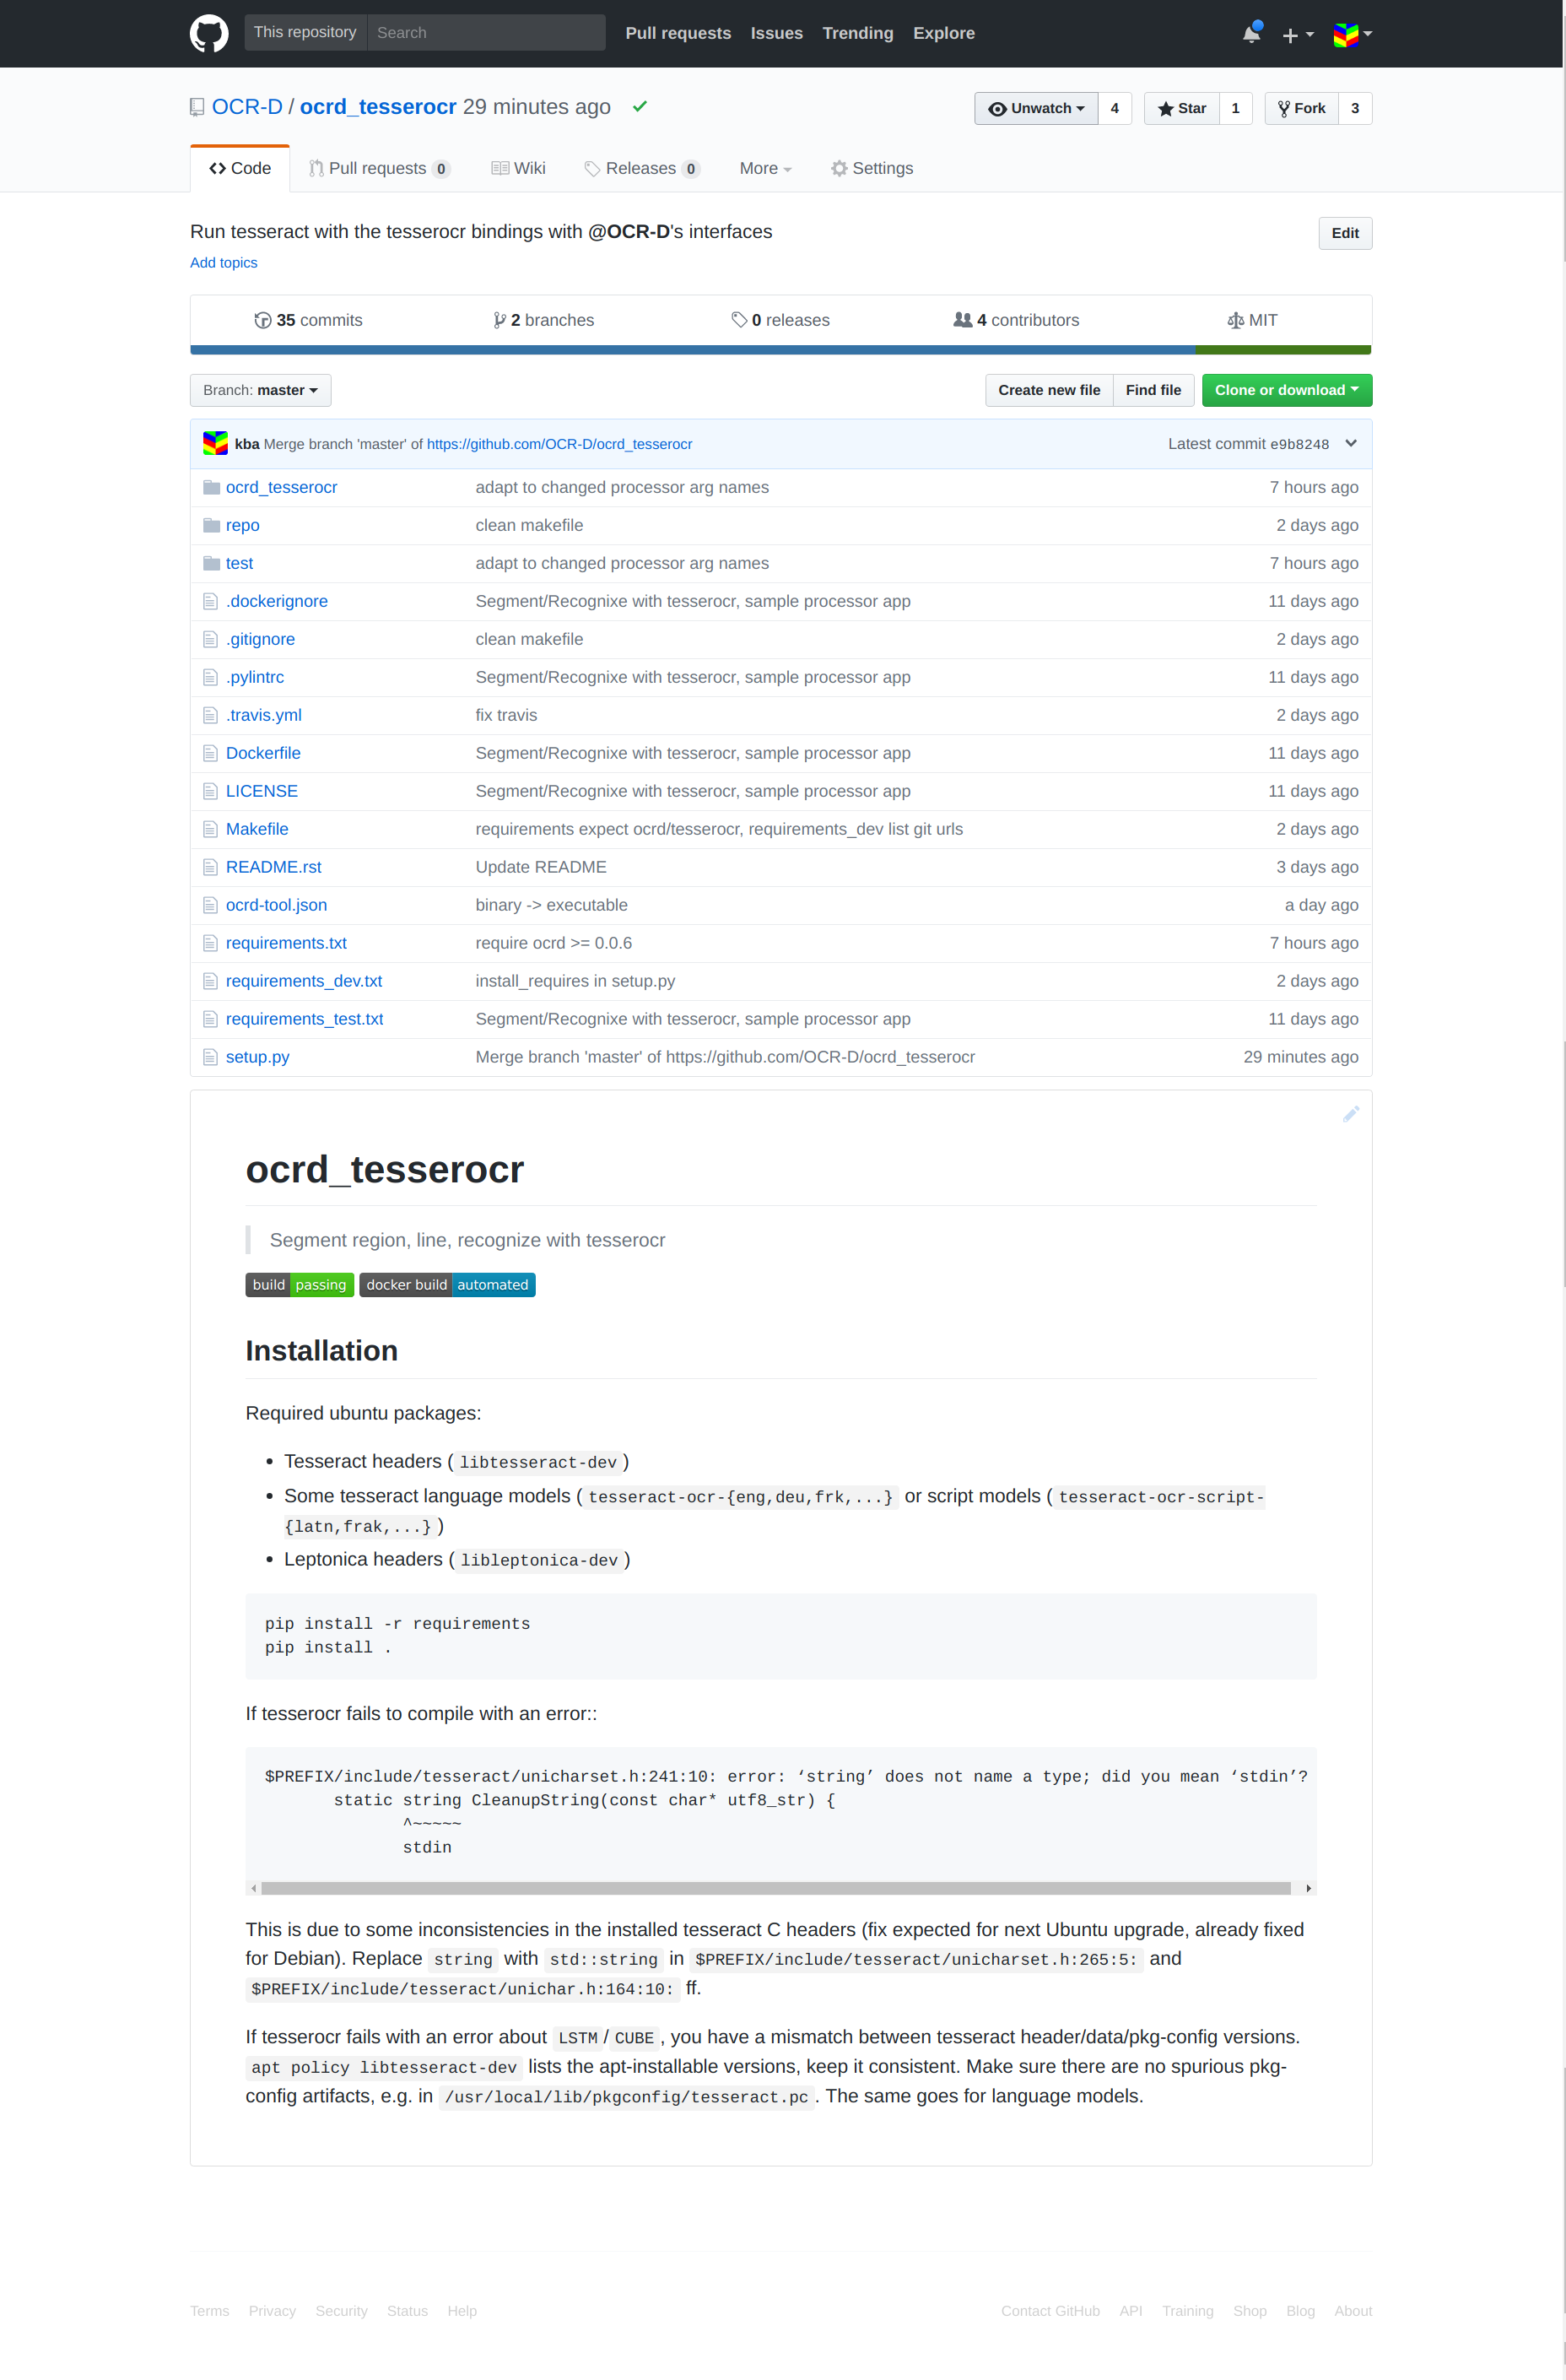 This repository Search Pull requests Issues Trending Explore
OCR-D / ocrd_tesserocr 29 minutes ago Unwatch 4 Star 1 Fork 3
Code Pull requests 0 Wiki Releases 0 More Settings
Run tesseract with the tesserocr bindings with @OCR-D's interfaces Edit
Add topics
35 commits 2 branches 0 releases 4 contributors MIT
Branch: master Create new file Find file Clone or download
kba Merge branch 'master' of https://github.com/OCR-D/ocrd_tesserocr Latest commit e9b8248
ocrd_tesserocr adapt to changed processor arg names 7 hours ago
repo clean makefile 2 days ago
test adapt to changed processor arg names 7 hours ago
.dockerignore Segment/Recognixe with tesserocr, sample processor app 11 days ago
.gitignore clean makefile 2 days ago
.pylintrc Segment/Recognixe with tesserocr, sample processor app 11 days ago
.travis.yml fix travis 2 days ago
Dockerfile Segment/Recognixe with tesserocr, sample processor app 11 days ago
LICENSE Segment/Recognixe with tesserocr, sample processor app 11 days ago
Makefile requirements expect ocrd/tesserocr, requirements_dev list git urls 2 days ago
README.rst Update README 3 days ago
ocrd-tool.json binary -> executable a day ago
requirements.txt require ocrd >= 0.0.6 7 hours ago
requirements_dev.txt install_requires in setup.py 2 days ago
requirements_test.txt Segment/Recognixe with tesserocr, sample processor app 11 days ago
setup.py Merge branch 'master' of https://github.com/OCR-D/ocrd_tesserocr 29 minutes ago
ocrd_tesserocr
Segment region, line, recognize with tesserocr
build passing docker build automated
Installation
Required ubuntu packages:
• Tesseract headers ( libtesseract-dev )
• Some tesseract language models ( tesseract-ocr-{eng,deu,frk,...} or script models ( tesseract-ocr-script-
{latn,frak,...} )
• Leptonica headers ( libleptonica-dev )
pip install -r requirements
pip install .
If tesserocr fails to compile with an error::
$PREFIX/include/tesseract/unicharset.h:241:10: error: ‘string’ does not name a type; did you mean ‘stdin’?
static string CleanupString(const char* utf8_str) {
^~~~~~
stdin
This is due to some inconsistencies in the installed tesseract C headers (fix expected for next Ubuntu upgrade, already fixed
for Debian). Replace string with std::string in $PREFIX/include/tesseract/unicharset.h:265:5: and
$PREFIX/include/tesseract/unichar.h:164:10: ff.
If tesserocr fails with an error about LSTM / CUBE , you have a mismatch between tesseract header/data/pkg-config versions.
apt policy libtesseract-dev lists the apt-installable versions, keep it consistent. Make sure there are no spurious pkg-
config artifacts, e.g. in /usr/local/lib/pkgconfig/tesseract.pc . The same goes for language models.
Terms Privacy Security Status Help Contact GitHub API Training Shop Blog About